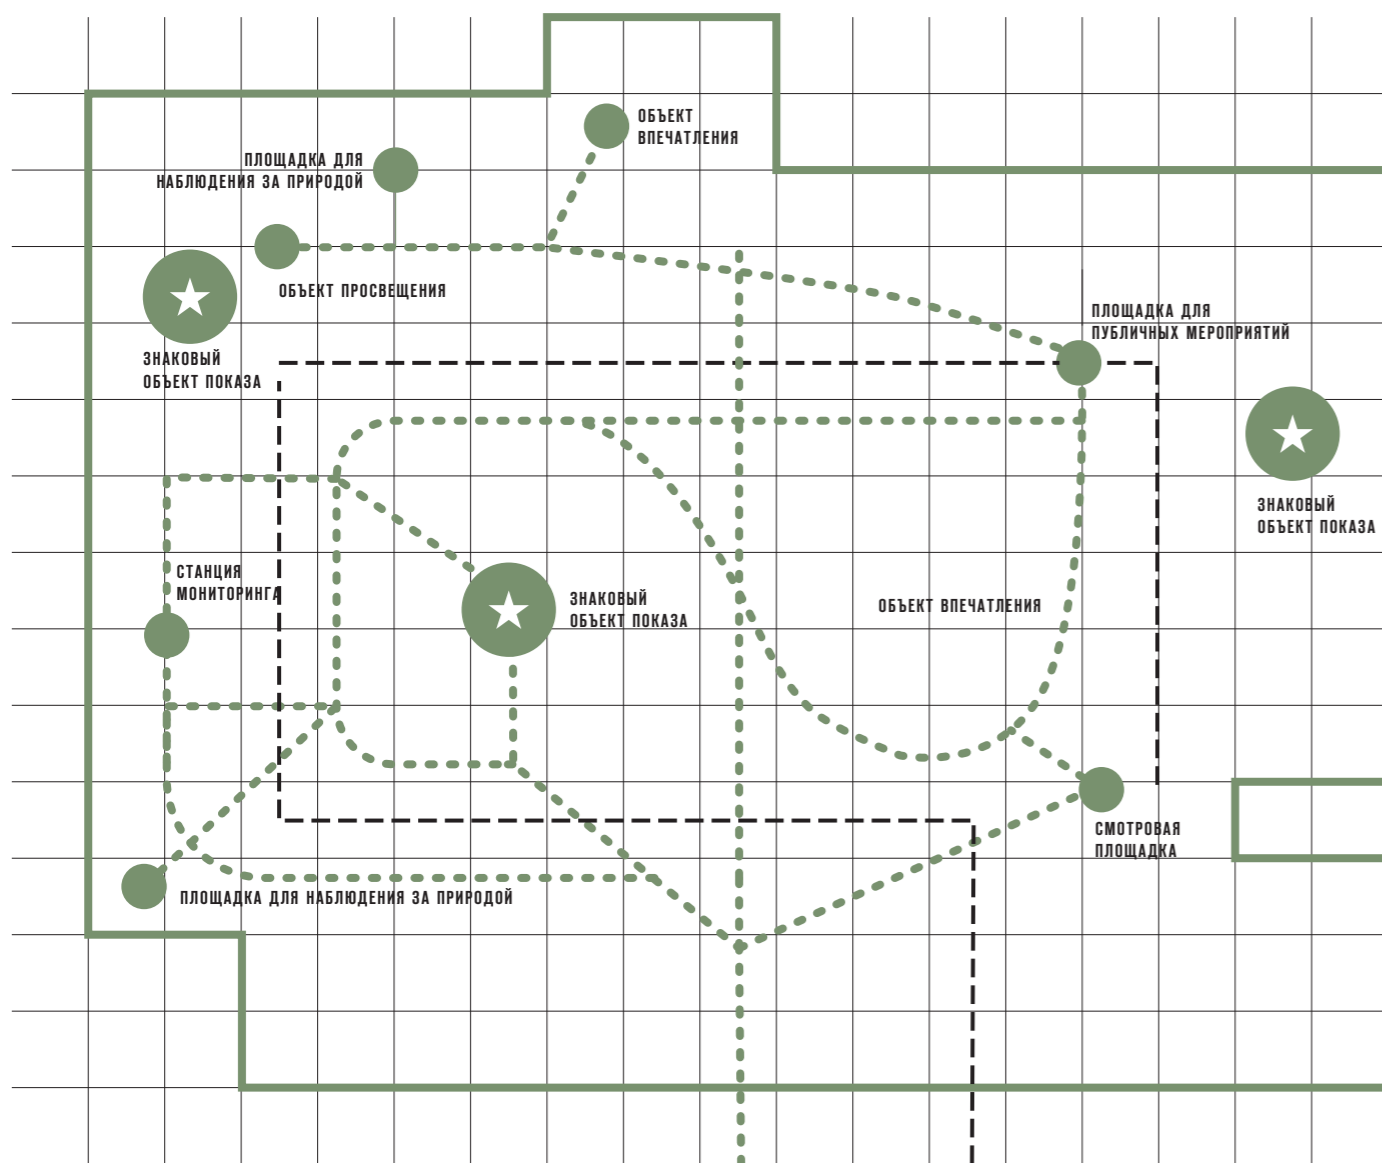 ОБЪЕКТ
ВПЕЧАТЛЕНИЯ
ПЛОЩАДКА ДЛЯ
НАБЛЮДЕНИЯ ЗА ПРИРОДОЙ
ОБЪЕКТ ПРОСВЕЩЕНИЯ
ЗНАКОВЫЙ
ОБЪЕКТ ПОКАЗА
ПЛОЩАДКА ДЛЯ
ПУБЛИЧНЫХ МЕРОПРИЯТИЙ
ЗНАКОВЫЙ
ОБЪЕКТ ПОКАЗА
СТАНЦИЯ
МОНИТОРИНГА
ЗНАКОВЫЙ
ОБЪЕКТ ПОКАЗА
ОБЪЕКТ ВПЕЧАТЛЕНИЯ
СМОТРОВАЯ
ПЛОЩАДКА
ПЛОЩАДКА ДЛЯ НАБЛЮДЕНИЯ ЗА ПРИРОДОЙ